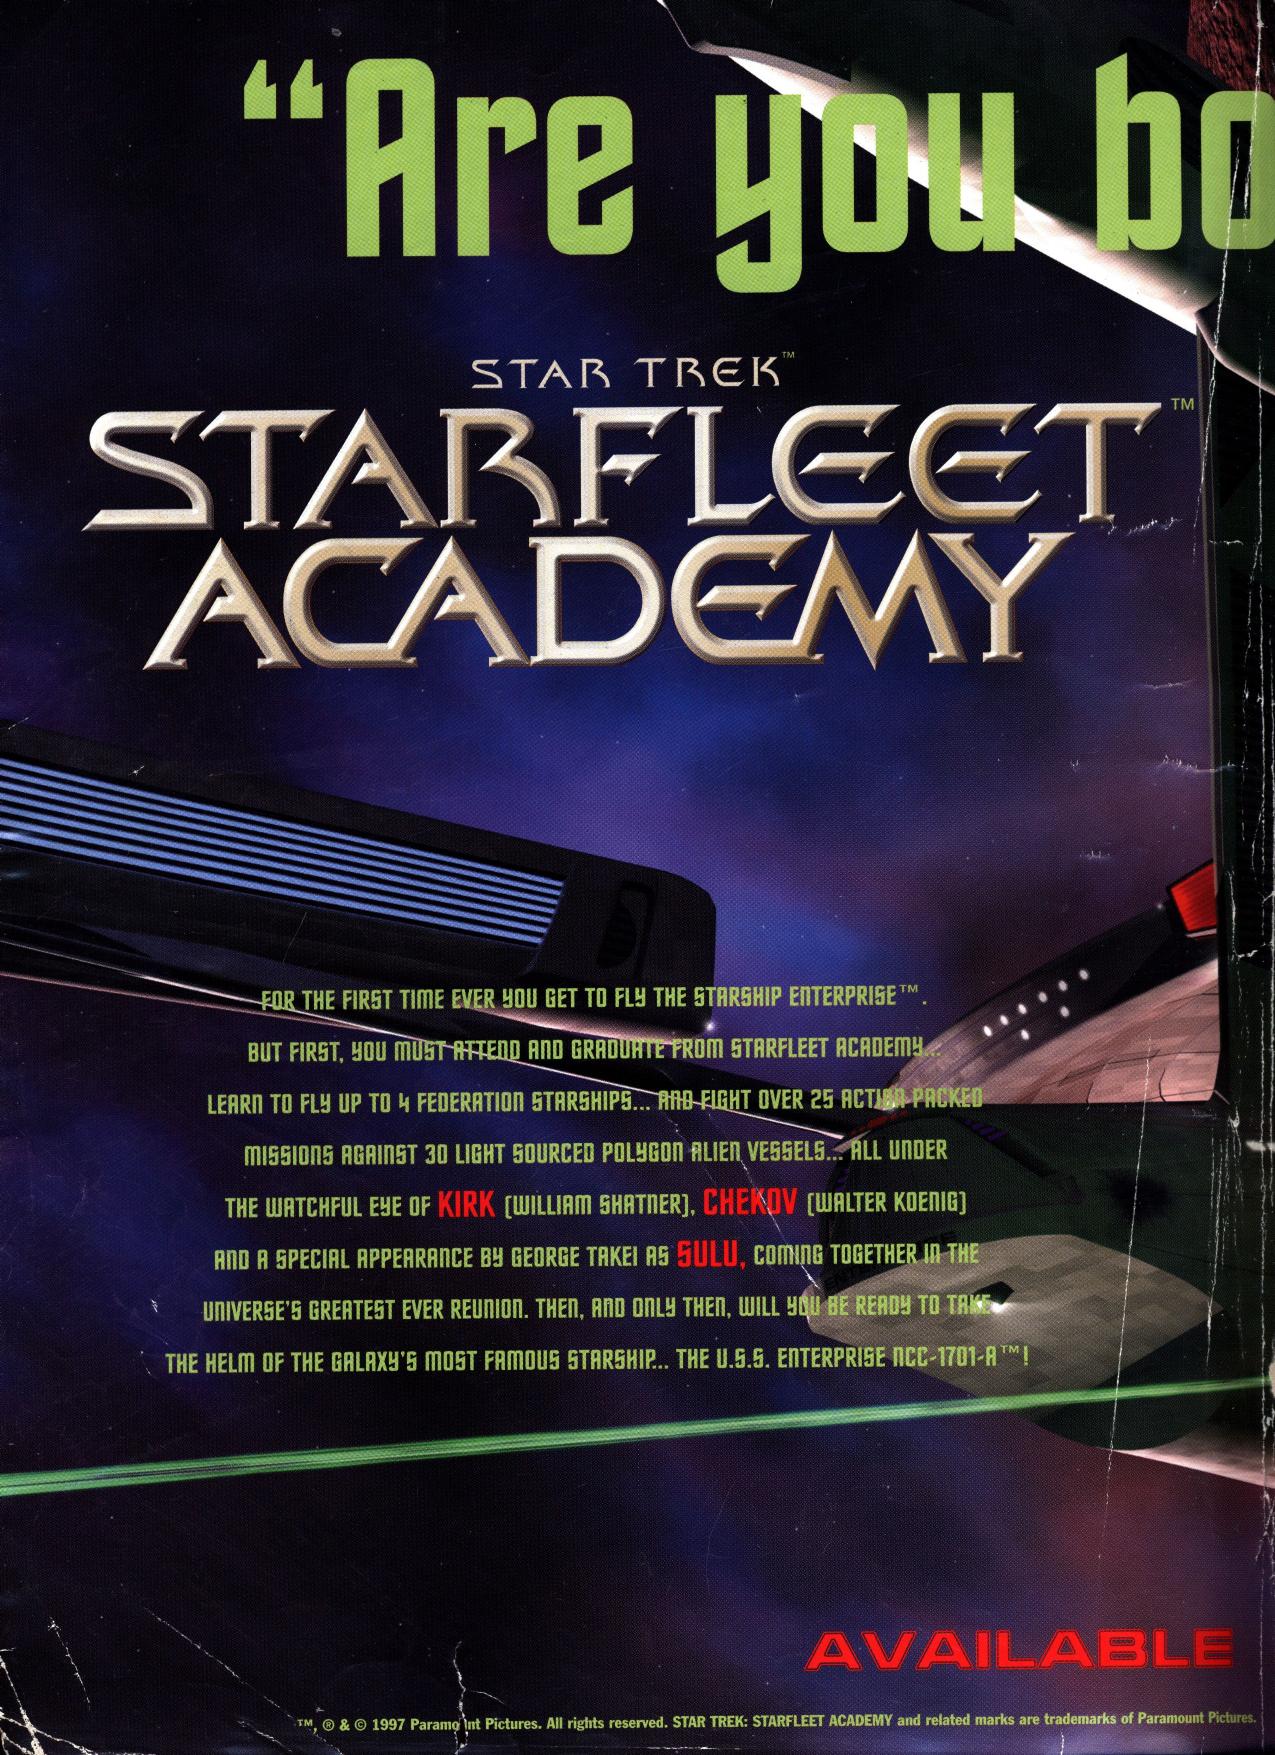 “Are you bo
STAR TREK™
STARFLEET™
ACADEMY
FOR THE FIRST TIME EVER YOU GET TO FLY THE STARSHIP ENTERPRISE™.
BUT FIRST, YOU MUST ATTEND AND GRADUATE FROM STARFLEET ACADEMY...
LEARN TO FLY UP TO 4 FEDERATION STARSHIPS... AND FIGHT OVER 25 ACTION PACKED
MISSIONS AGAINST 30 LIGHT SOURCED POLYGON ALIEN VESSELS... ALL UNDER
THE WATCHFUL EYE OF KIRK (WILLIAM SHATNER), CHEKOV (WALTER KOENIG)
AND A SPECIAL APPEARANCE BY GEORGE TAKEI AS SULU, COMING TOGETHER IN THE
UNIVERSE'S GREATEST EVER REUNION. THEN, AND ONLY THEN, WILL YOU BE READY TO TAKE
THE HELM OF THE GALAXY'S MOST FAMOUS STARSHIP... THE U.S.S. ENTERPRISE NCC-1701-A™!
AVAILABLE
™, ® & © 1997 Paramount Pictures. All rights reserved. STAR TREK: STARFLEET ACADEMY and related marks are trademarks of Paramount Pictures.